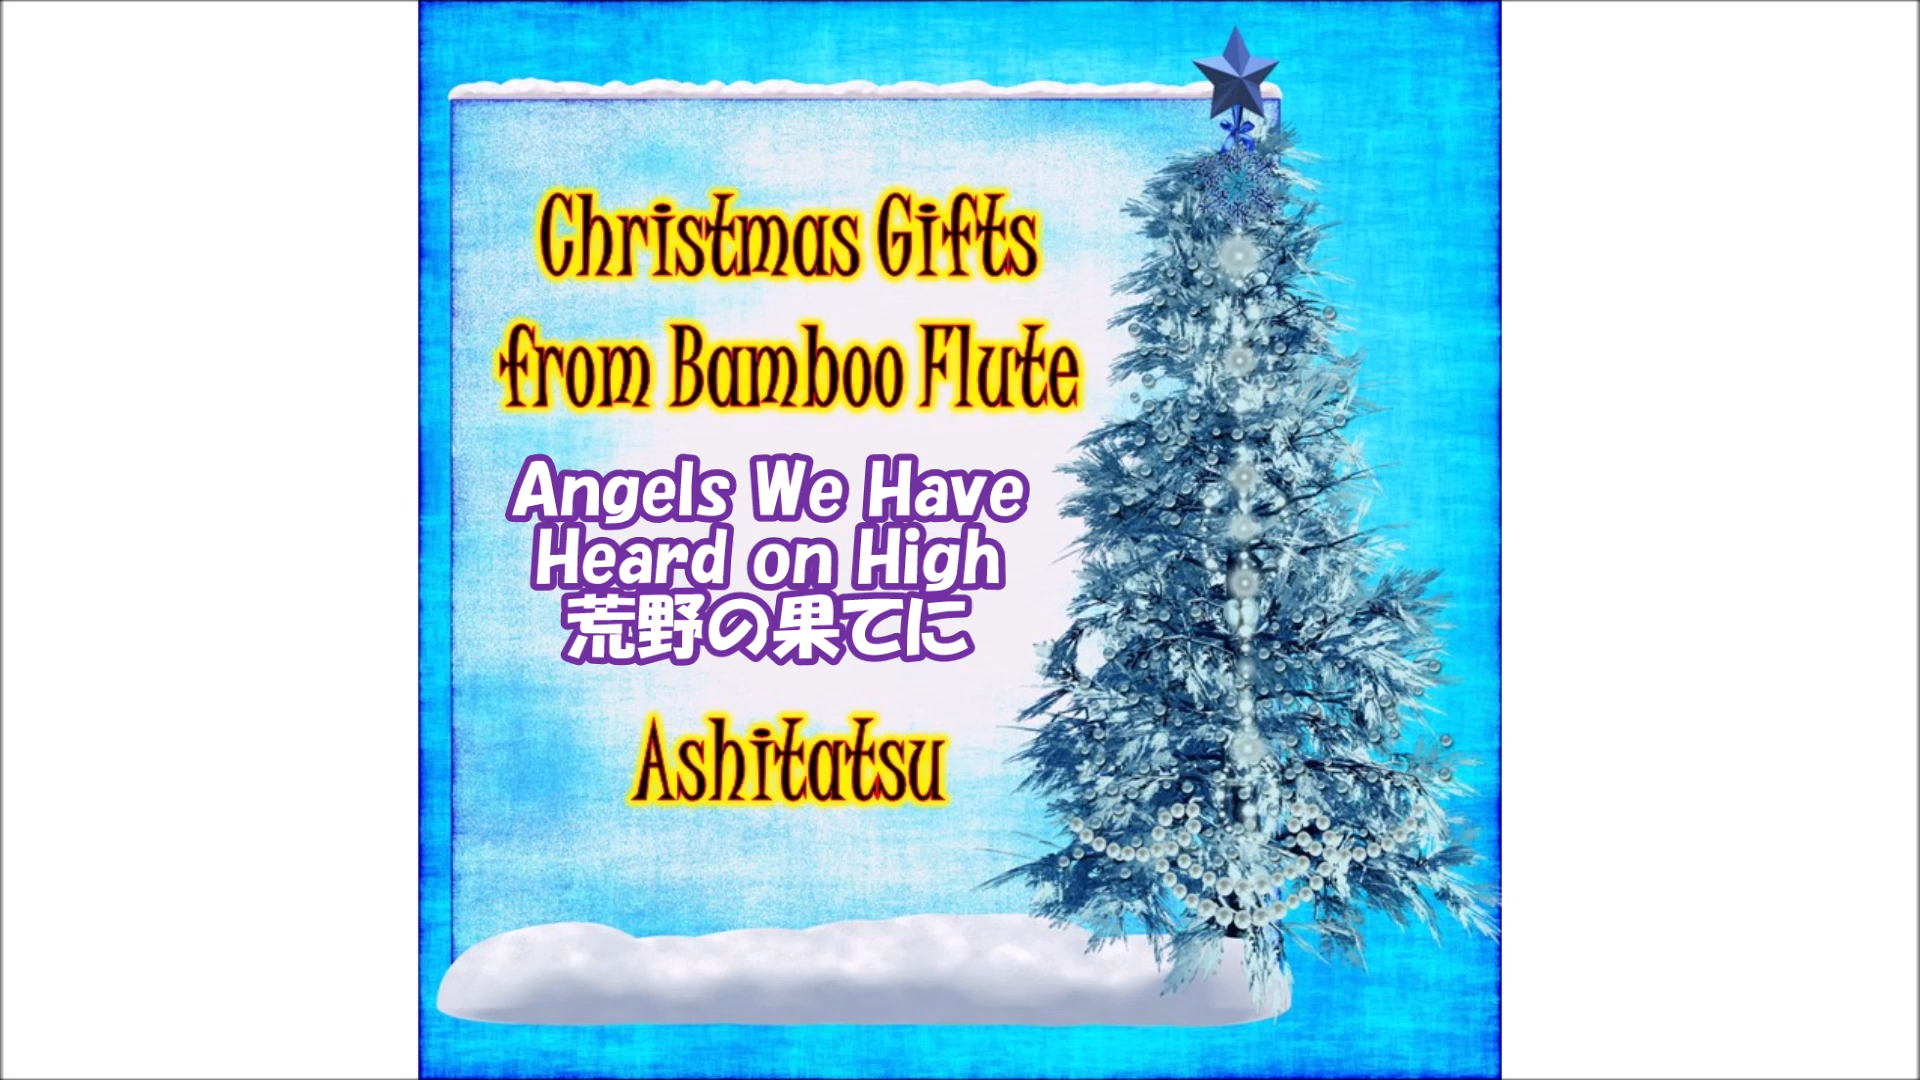 Christmas Gifts
from Bamboo Flute
Angels We Have
Heard on High
荒野の果てに
Ashitatsu